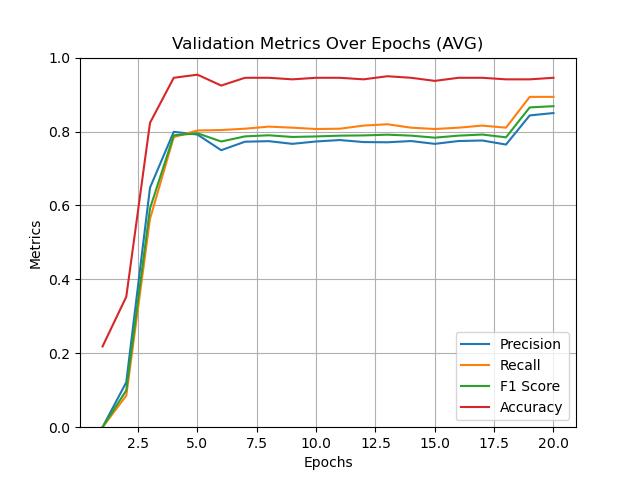 Validation Metrics Over Epochs (AVG)
1.0
0.8
0.6
0.4
0.2
0.0
Metrics
2.5 5.0 7.5 10.0 12.5 15.0 17.5 20.0
Epochs
Precision
Recall
F1 Score
Accuracy